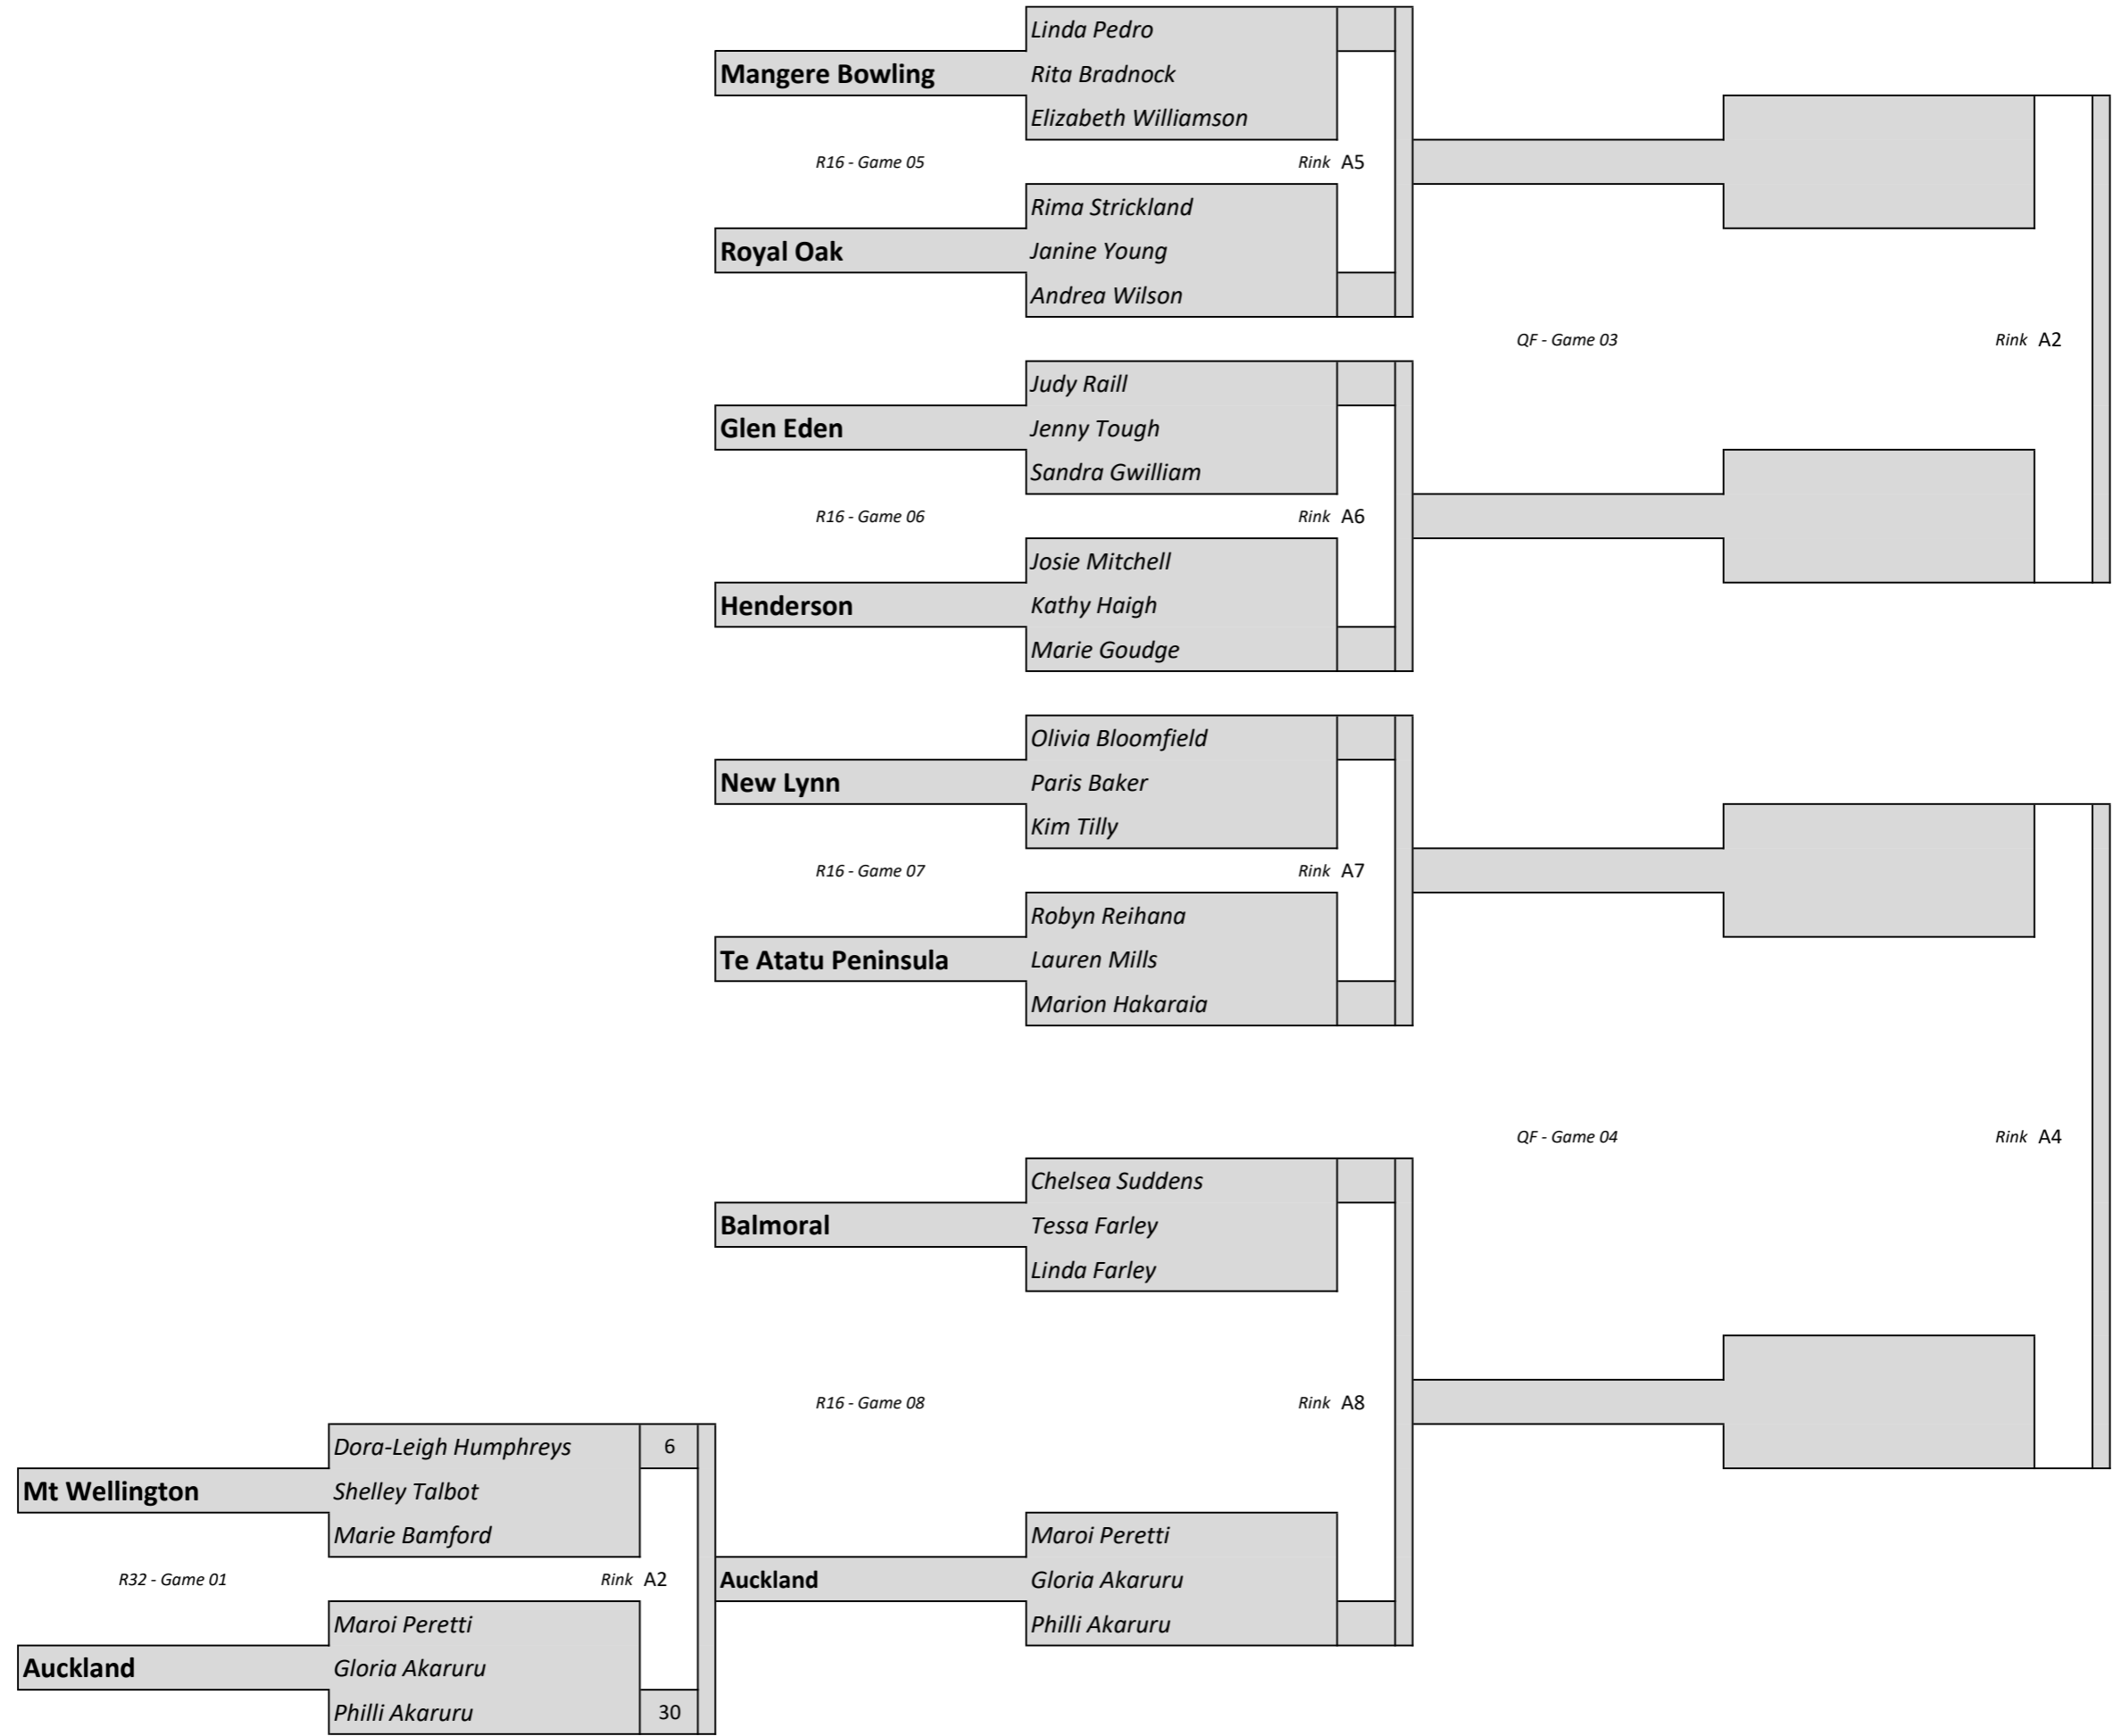 Linda Pedro
Mangere Bowling Rita Bradnock
Elizabeth Williamson
R16 - Game 05 Rink A5
Rima Strickland
Royal Oak Janine Young
Andrea Wilson
QF - Game 03 Rink A2
Judy Raill
Glen Eden Jenny Tough
Sandra Gwilliam
R16 - Game 06 Rink A6
Josie Mitchell
Henderson Kathy Haigh
Marie Goudge
Olivia Bloomfield
New Lynn Paris Baker
Kim Tilly
R16 - Game 07 Rink A7
Robyn Reihana
Te Atatu Peninsula Lauren Mills
Marion Hakaraia
QF - Game 04 Rink A4
Chelsea Suddens
Balmoral Tessa Farley
Linda Farley
R16 - Game 08 Rink A8
Dora-Leigh Humphreys 6
Mt Wellington Shelley Talbot
Marie Bamford Maroi Peretti
R32 - Game 01 Rink A2 Auckland Gloria Akaruru
Maroi Peretti Philli Akaruru
Auckland Gloria Akaruru
Philli Akaruru 30